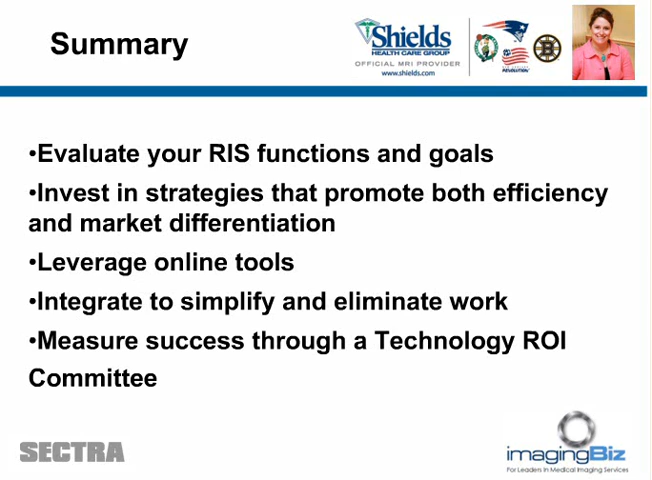 Summary
Shields
HEALTH CARE GROUP
OFFICIAL MRI PROVIDER
www.shields.com
REVOLUTION
B
•Evaluate your RIS functions and goals
•Invest in strategies that promote both efficiency
and market differentiation
•Leverage online tools
•Integrate to simplify and eliminate work
•Measure success through a Technology ROI
Committee
SECTRA
imagingBiz
For Leaders in Medical Imaging Services